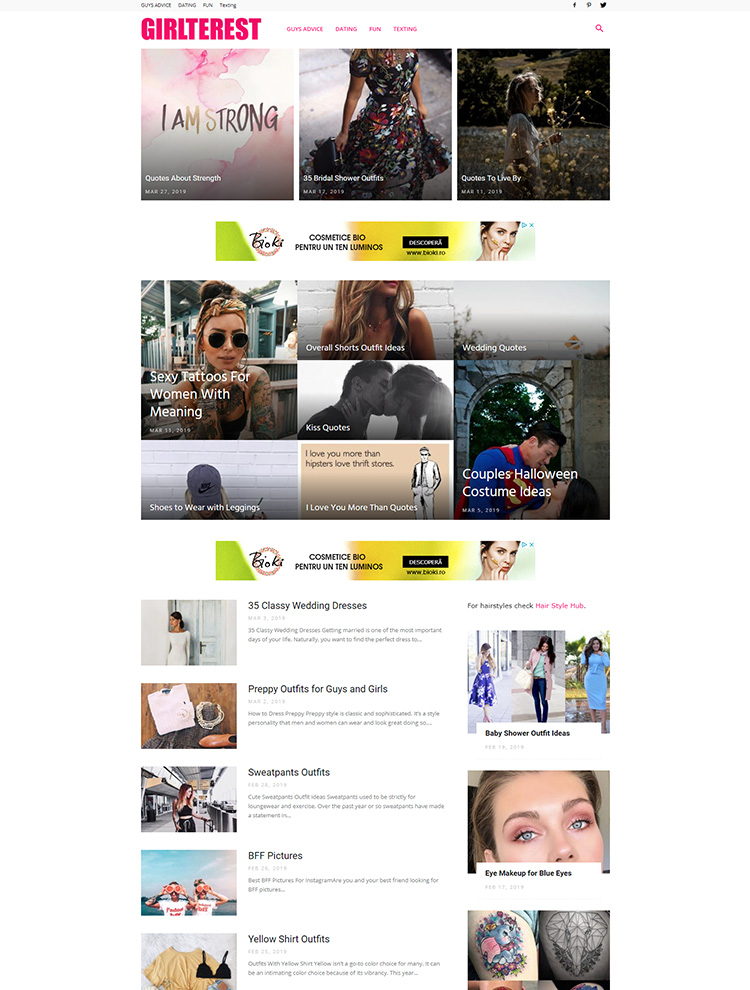 GUYS ADVICE DATING FUN Texting
GIRLTEREST
GUYS ADVICE DATING FUN TEXTING
I AM STRONG
Quotes About Strength
MAR 27, 2019
35 Bridal Shower Outfits
MAR 12, 2019
Quotes To Live By
MAR 11, 2019
Bioki
COSMETICE BIO
PENTRU UN TEN LUMINOS
DESCOPERĂ
www.bioki.ro
Sexy Tattoos For
Women With
Meaning
MAR 11, 2019
Overall Shorts Outfit Ideas
Wedding Quotes
Kiss Quotes
Shoes to Wear with Leggings
I love you more than
hipsters love thrift stores.
I Love You More Than Quotes
Couples Halloween
Costume Ideas
MAR 5, 2019
Bioki
COSMETICE BIO
PENTRU UN TEN LUMINOS
DESCOPERĂ
www.bioki.ro
35 Classy Wedding Dresses
MAR 5, 2019
35 Classy Wedding Dresses Getting married is one of the most important
days of your life. Naturally, you want to find the perfect dress to...
Preppy Outfits for Guys and Girls
MAR 2, 2019
How to Dress Preppy Preppy style is classic and sophisticated. It's a style
personality that men and women can wear and look great doing so....
Sweatpants Outfits
FEB 28, 2019
Cute Sweatpants Outfit Ideas Sweatpants used to be strictly for
loungewear and exercise. Over the past year or so sweatpants have made
a statement in...
BFF Pictures
FEB 26, 2019
Best BFF Pictures For InstagramAre you and your best friend looking for
BFF pictures...
Yellow Shirt Outfits
FEB 25, 2019
Outfits With Yellow Shirt Yellow isn't a go-to color choice for many. It can
be an intimating color choice because of its vibrancy. This year...
For hairstyles check Hair Style Hub.
Baby Shower Outfit Ideas
FEB 19, 2019
Eye Makeup for Blue Eyes
FEB 17, 2019